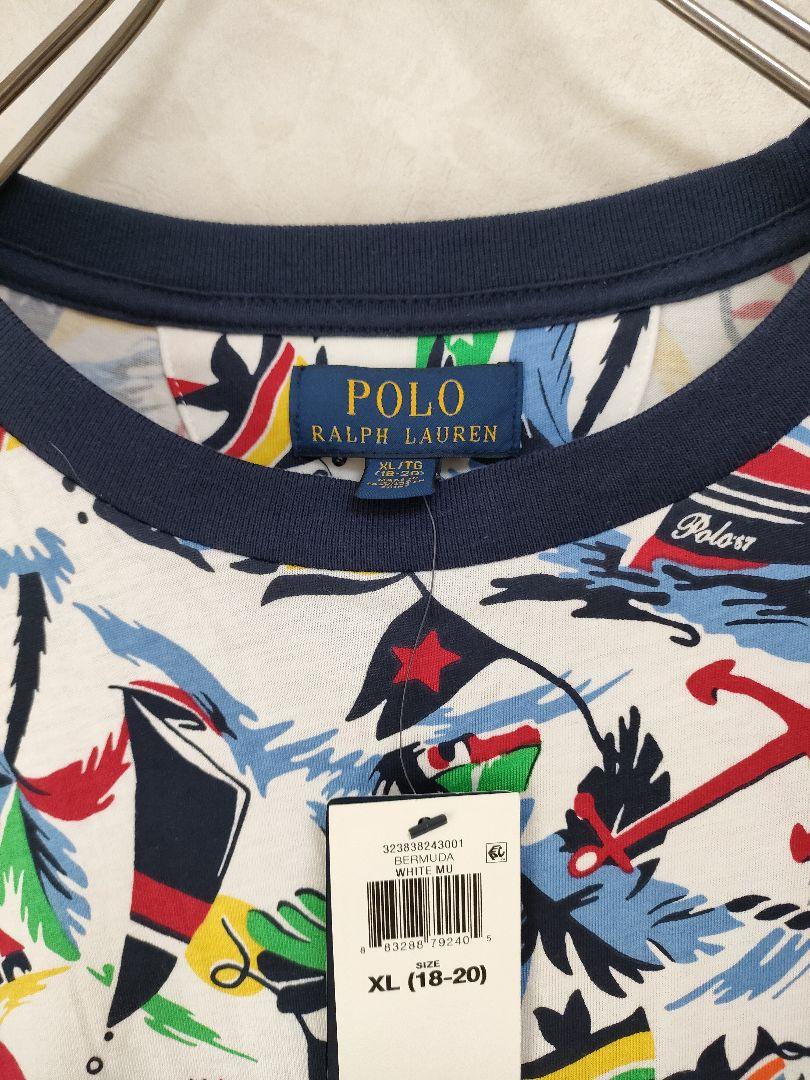 POLO
RALPH LAUREN
XL/TG
(18-20)
Polo'87
323838243001
BERMUDA
WHITE MU
8 83288 79240 5
SIZE
XL (18-20)